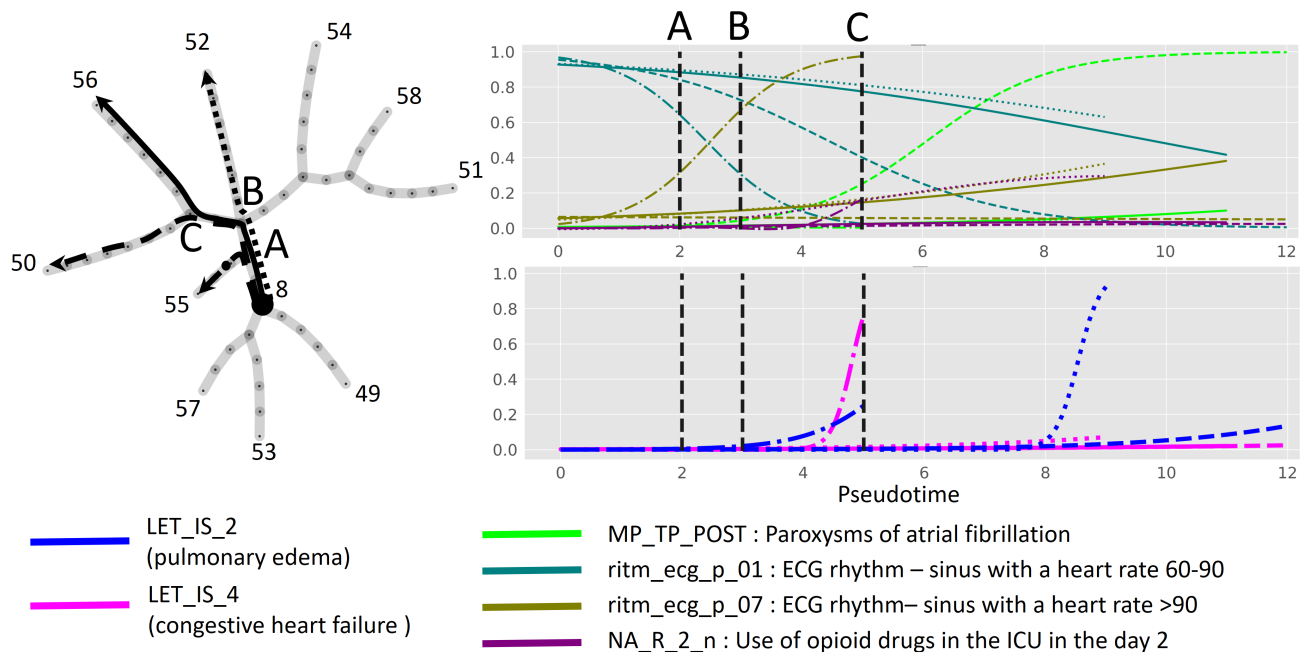 52
54
56
58
51
B
C
A
50
55
8
57
49
53
A
B
C
1.0
0.8
0.6
0.4
0.2
0.0
0
2
4
6
8
10
12
1.0
0.8
0.6
0.4
0.2
0.0
0
2
4
6
8
10
12
Pseudotime
LET_IS_2
(pulmonary edema)
LET_IS_4
(congestive heart failure )
MP_TP_POST : Paroxysms of atrial fibrillation
ritm_ecg_p_01 : ECG rhythm – sinus with a heart rate 60-90
ritm_ecg_p_07 : ECG rhythm– sinus with a heart rate >90
NA_R_2_n : Use of opioid drugs in the ICU in the day 2